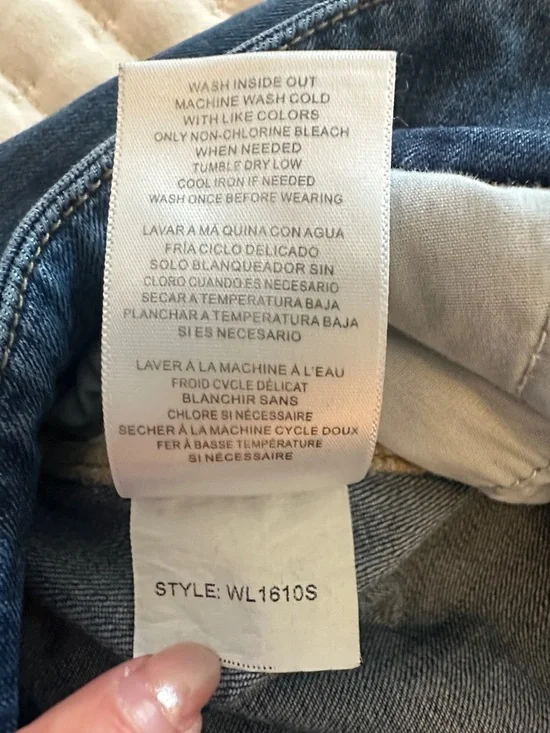 WASH INSIDE OUT
MACHINE WASH COLD
WITH LIKE COLORS
ONLY NON-CHLORINE BLEACH
WHEN NEEDED
TUMBLE DRY LOW
COOL IRON IF NEEDED
WASH ONCE BEFORE WEARING
LAVAR A MÁQUINA CON AGUA
FRÍA CICLO DELICADO
SOLO BLANQUEADOR SIN
CLORO CUANDO ES NECESARIO
SECAR A TEMPERATURA BAJA
PLANCHAR A TEMPERATURA BAJA
SI ES NECESARIO
LAVER À LA MACHINE À L'EAU
FROID CYCLE DÉLICAT
BLANCHIR SANS
CHLORE SI NÉCESSAIRE
SECHER À LA MACHINE CYCLE DOUX
FER À BASSE TEMPÉRATURE
SI NÉCESSAIRE
STYLE: WL1610S